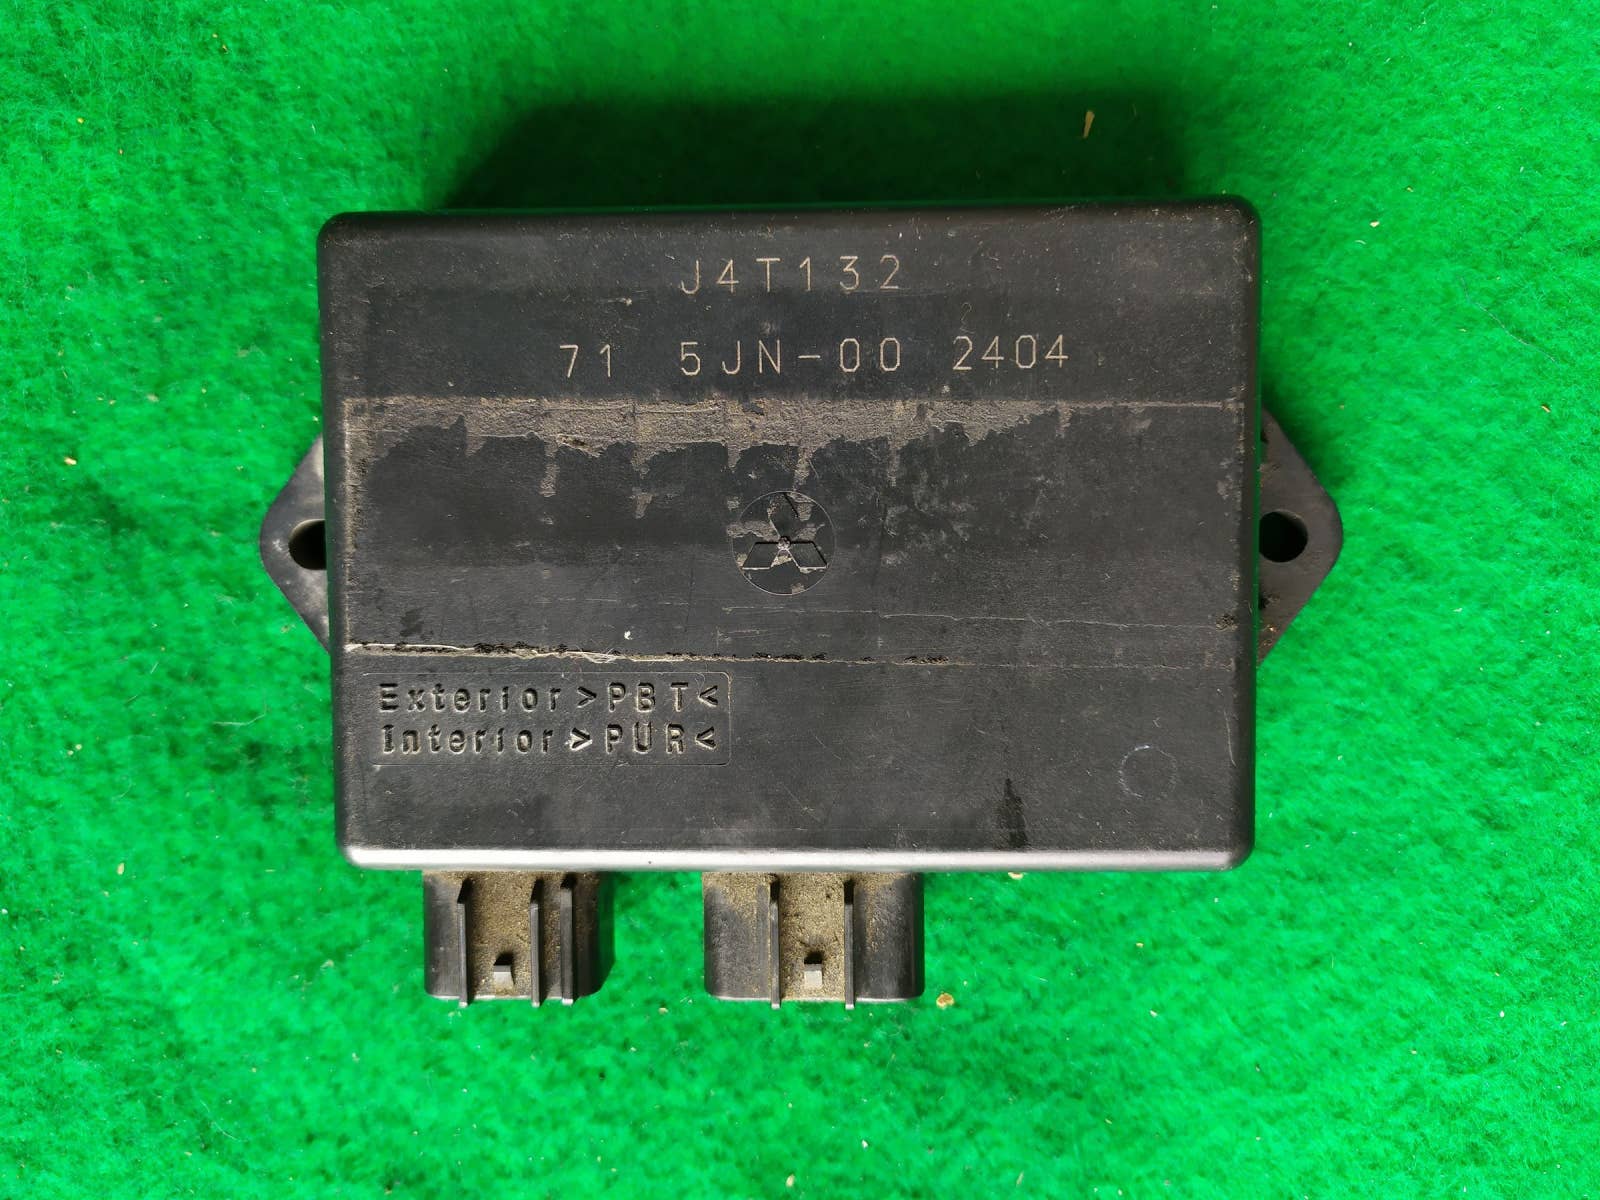 J4T132
71 5JN-00 2404
Exterior>PBT<
Interior>PUR<